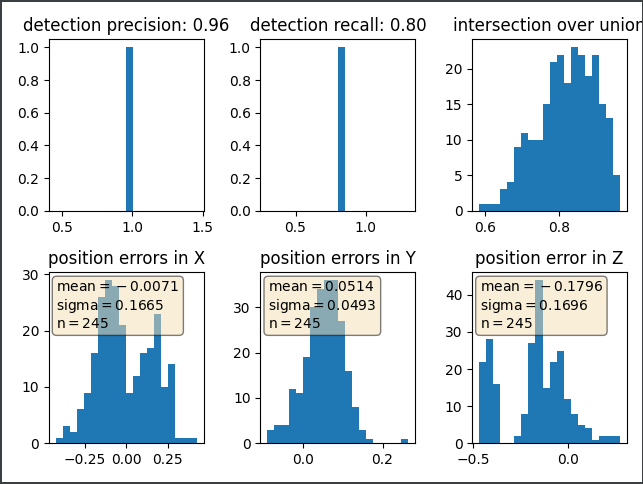 detection precision: 0.96
detection recall: 0.80
intersection over union
1.0
0.8
0.6
0.4
0.2
0.0
0.5
1.0
1.5
1.0
0.8
0.6
0.4
0.2
0.0
0.5
1.0
20
15
10
5
0
0.6
0.8
position errors in X
position errors in Y
position error in Z
30
20
10
0
mean = −0.0071
sigma = 0.1665
n = 245
−0.25
0.00
0.25
30
20
10
0
mean = 0.0514
sigma = 0.0493
n = 245
0.0
0.2
40
30
20
10
0
mean = −0.1796
sigma = 0.1696
n = 245
−0.5
0.0